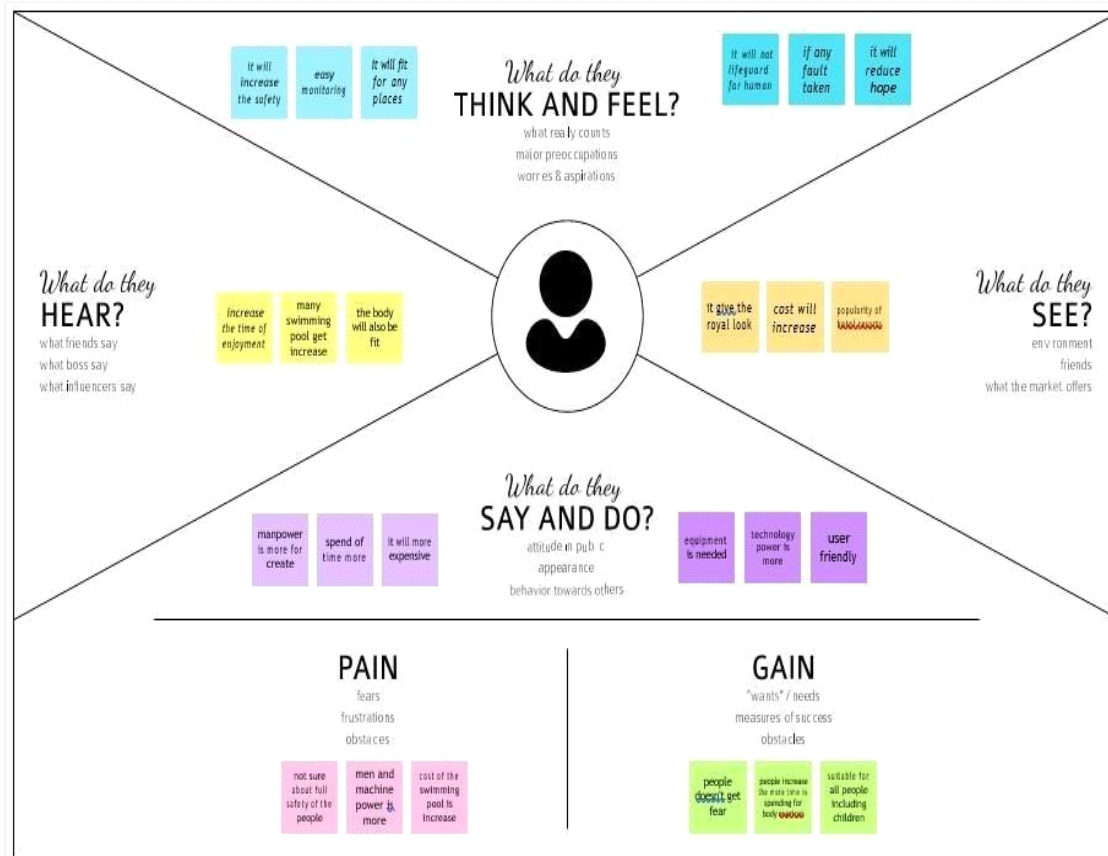 it will
increase
the safety
easy
monitoring
it will fit
for any
places
What do they
THINK AND FEEL?
what really counts
major preoccupations
worr es & aspirations
it will not
lifeguard
for human
if any
fault
taken
it will
reduce
hope
What do they
HEAR?
what friends say
what boss say
what influencers say
increase
the time of
enjoyment
many
swimming
pool get
increase
the body
will also be
fit
it give the
royal look
cost will
increase
popularity of
What do they
SEE?
env ronment
friends
what the market offers
What do they
SAY AND DO?
attitude in pub c
appearance
behavior towards others
manpower
is more for
create
spend of
time more
it will more
expensive
equipment
is needed
technology
power is
more
user
friendly
PAIN
fears
frustrations
obstac es
not sure
about full
safety of the
people
men and
machine
power is
more
cost of the
swimming
pool is
increase
GAIN
"wants" / needs
measures of success
obstacles
people
doesn't get
fear
people increase
the more time is
spending for
body
suitable for
all people
including
children